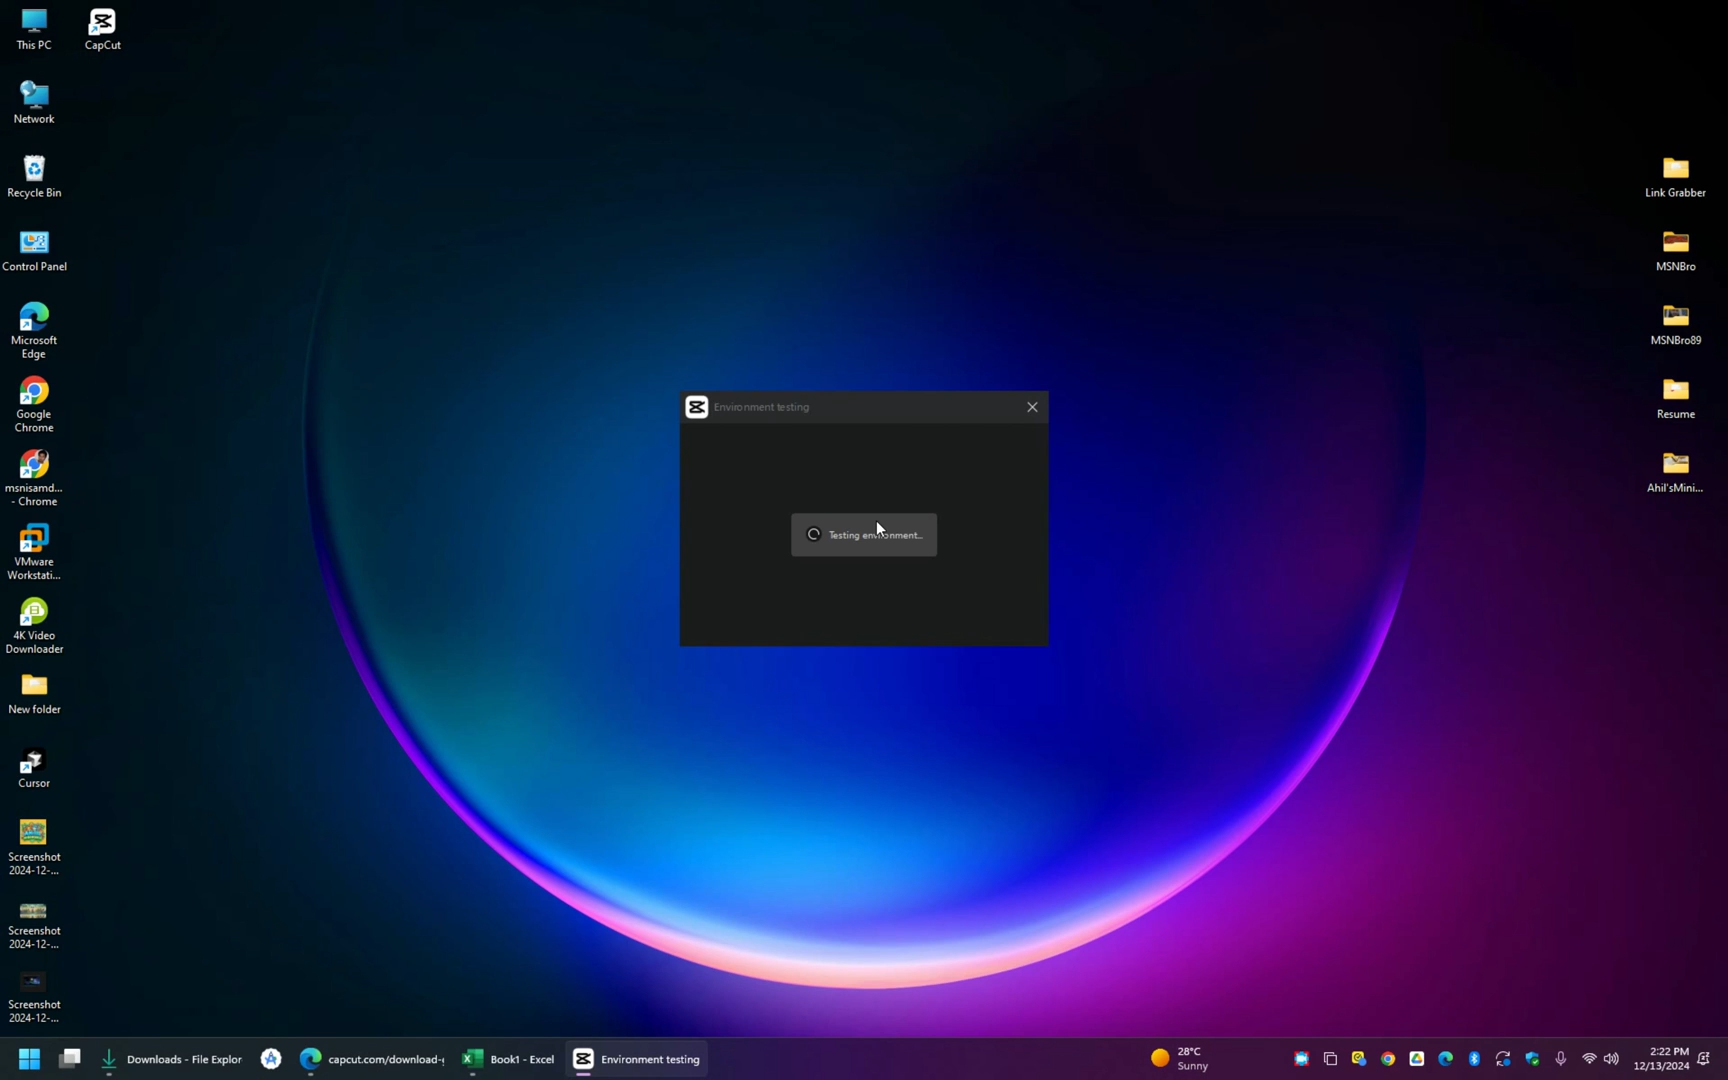 This PC
CapCut
Network
Recycle Bin
Control Panel
Microsoft
Edge
Google
Chrome
msnisamd...
- Chrome
VMware
Workstati...
4K Video
Downloader
New folder
Cursor
Screenshot
2024-12-...
Screenshot
2024-12-...
Screenshot
2024-12-...
Environment testing
Testing environment...
Link Grabber
MSNBro
MSNBro89
Resume
Ahil'sMini...
Downloads - File Explor
capcut.com/download-
Book1 - Excel
Environment testing
28°C
Sunny
2:22 PM
12/13/2024